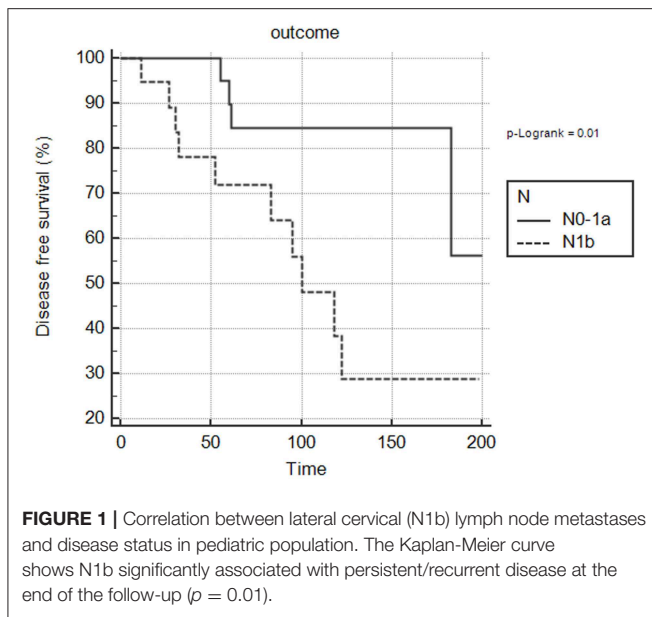 outcome
100
90
80
70
60
50
40
30
20
Disease free survival (%)
0 50 100 150 200
Time
p-Logrank = 0.01
N
N0-1a
N1b
FIGURE 1 | Correlation between lateral cervical (N1b) lymph node metastases
and disease status in pediatric population. The Kaplan-Meier curve
shows N1b significantly associated with persistent/recurrent disease at the
end of the follow-up (p = 0.01).